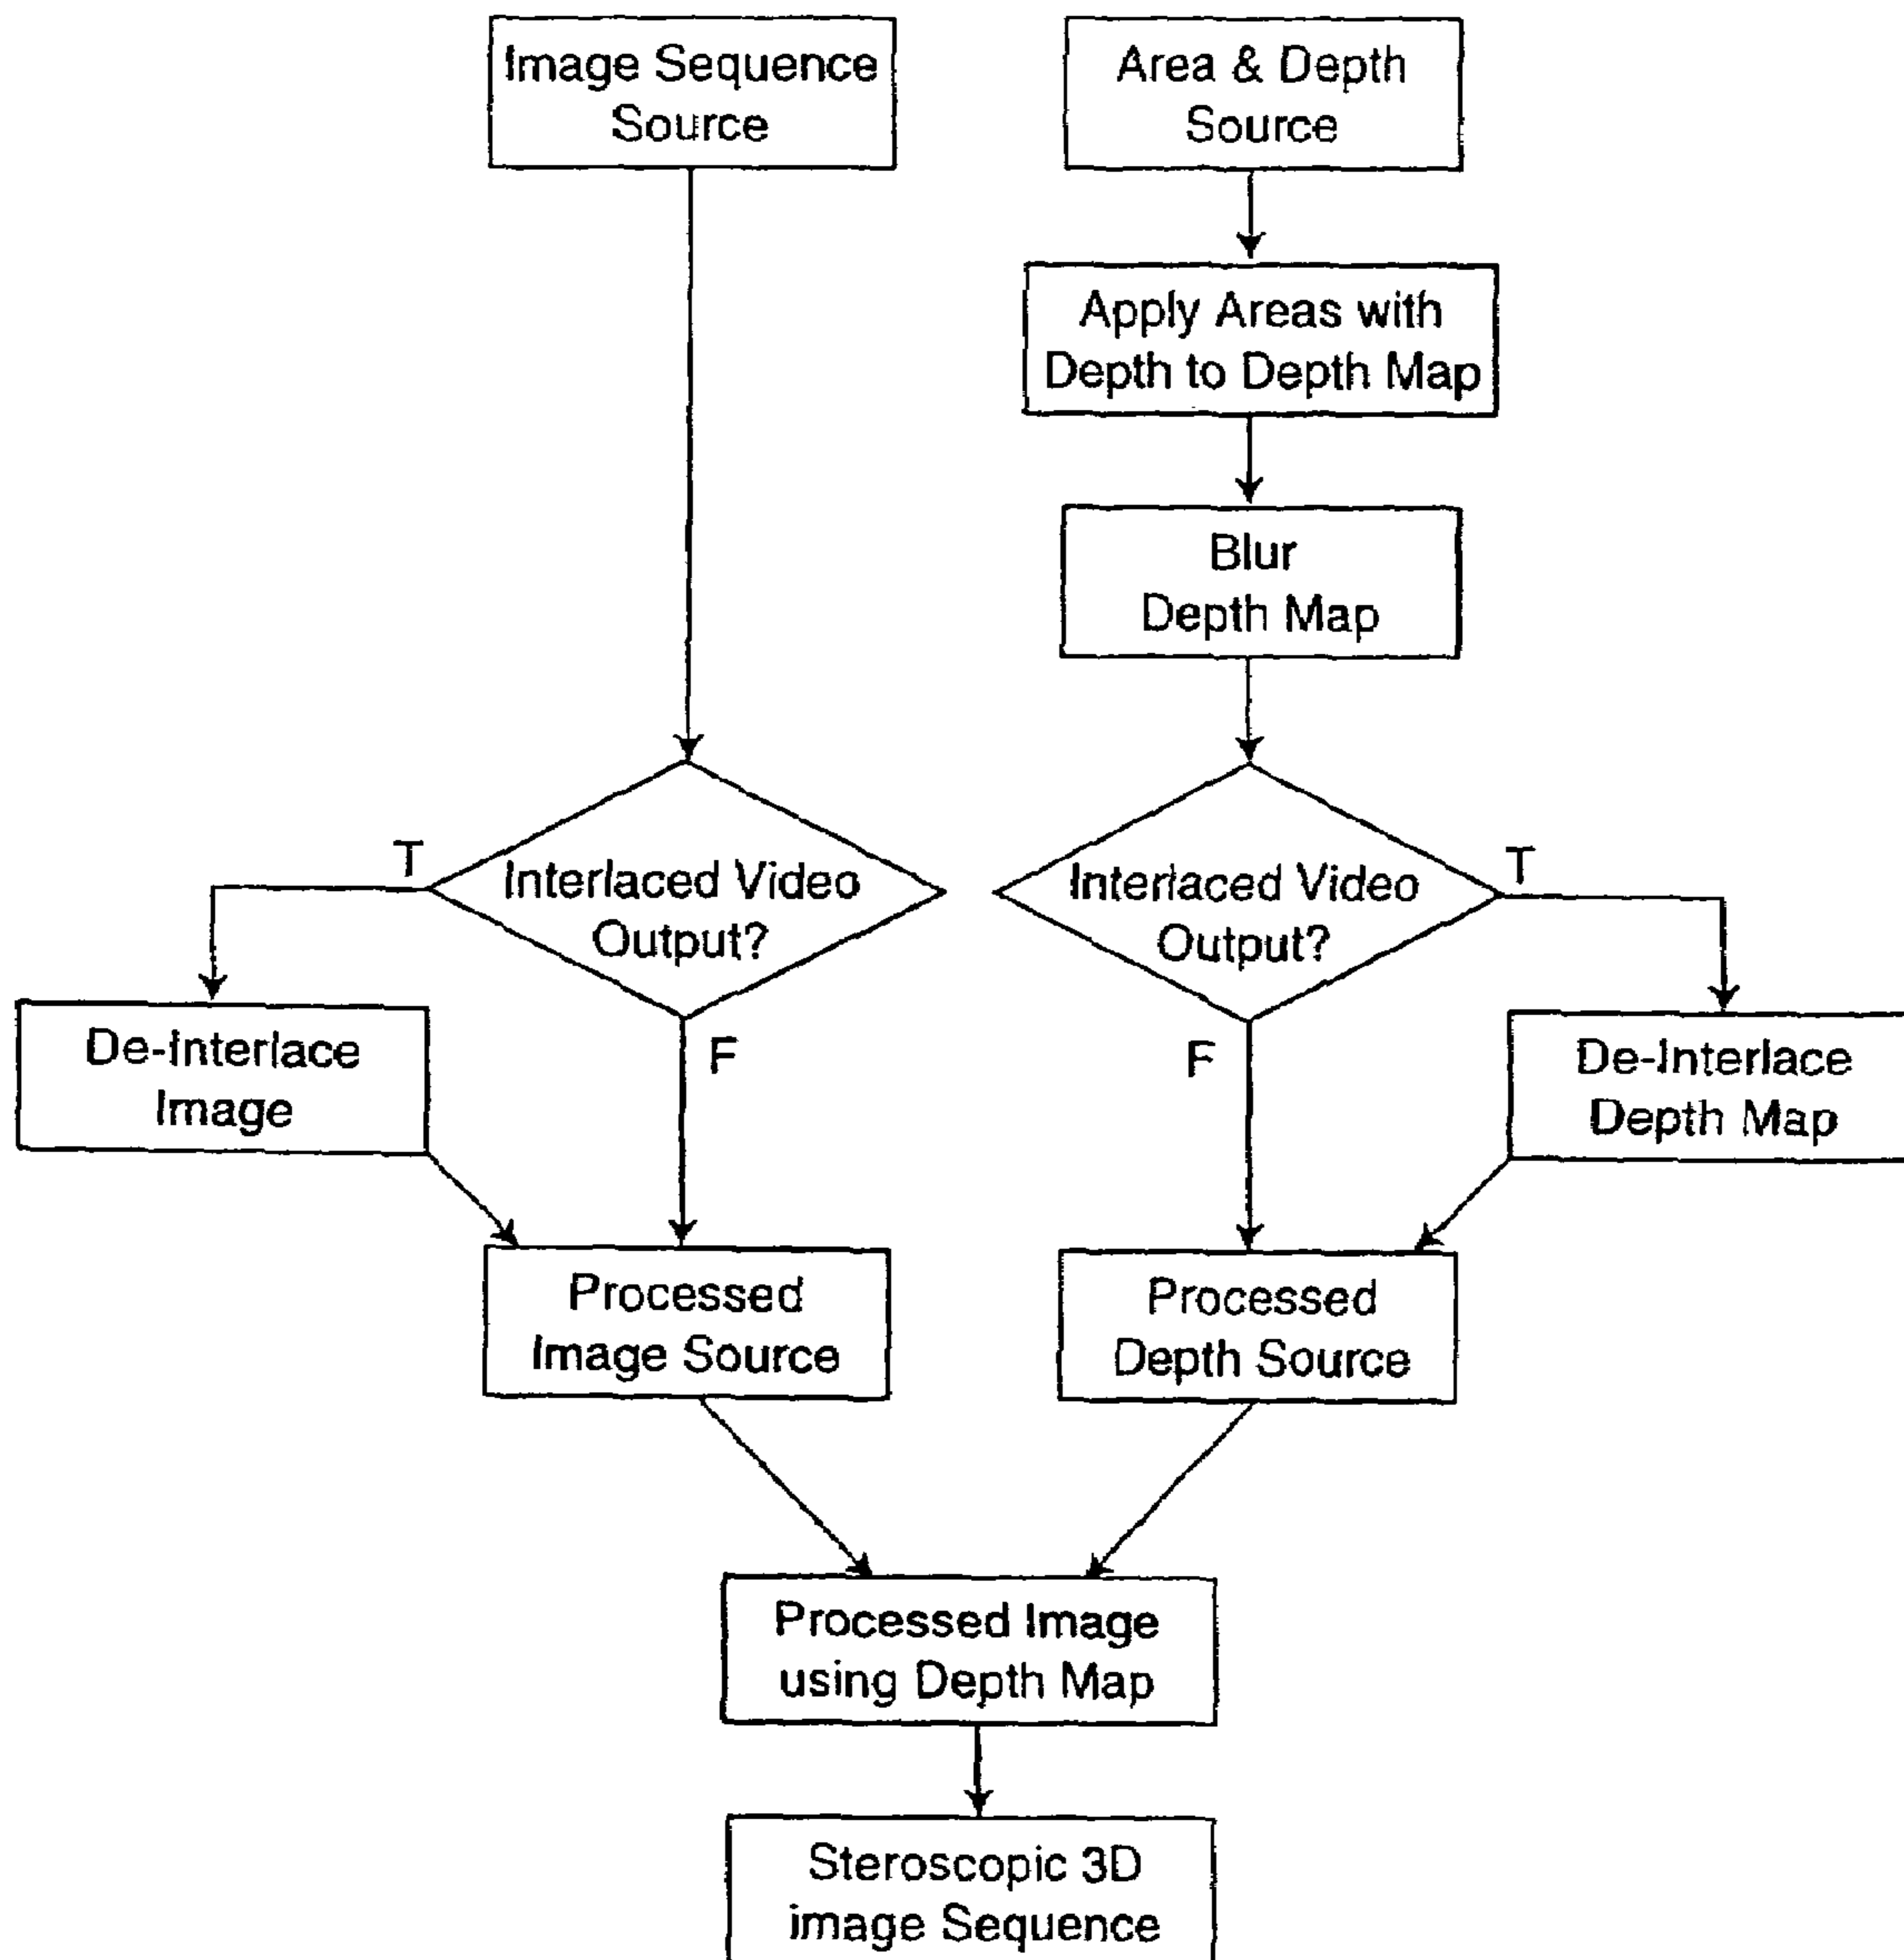 Image Sequence
Source
Area & Depth
Source
Apply Areas with
Depth to Depth Map
Blur
Depth Map
T
Interlaced Video
Output?
F
Interlaced Video
Output?
T
F
De-Interlace
Image
De-Interlace
Depth Map
Processed
Image Source
Processed
Depth Source
Processed Image
using Depth Map
Steroscopic 3D
image Sequence